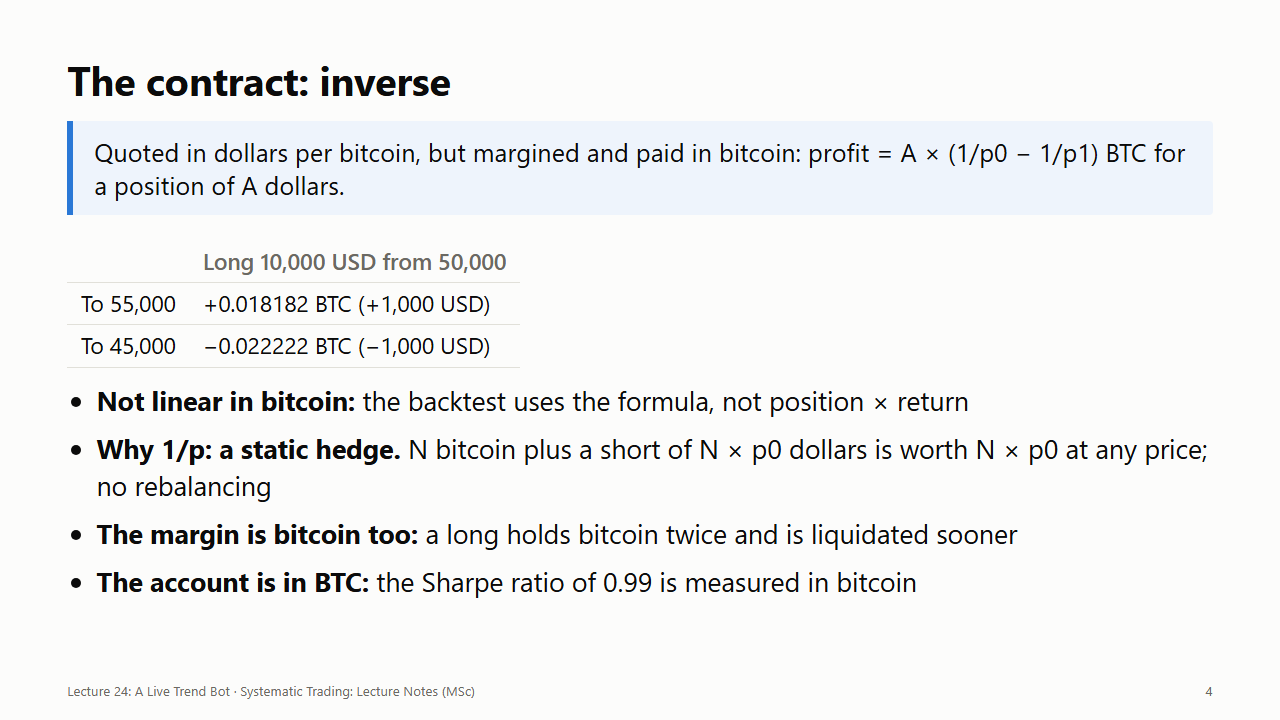 The contract: inverse
Quoted in dollars per bitcoin, but margined and paid in bitcoin: profit = A × (1/p0 − 1/p1) BTC for
a position of A dollars.
Long 10,000 USD from 50,000
To 55,000 +0.018182 BTC (+1,000 USD)
To 45,000 −0.022222 BTC (−1,000 USD)
• Not linear in bitcoin: the backtest uses the formula, not position × return
• Why 1/p: a static hedge. N bitcoin plus a short of N × p0 dollars is worth N × p0 at any price;
no rebalancing
• The margin is bitcoin too: a long holds bitcoin twice and is liquidated sooner
• The account is in BTC: the Sharpe ratio of 0.99 is measured in bitcoin
Lecture 24: A Live Trend Bot · Systematic Trading: Lecture Notes (MSc) 4